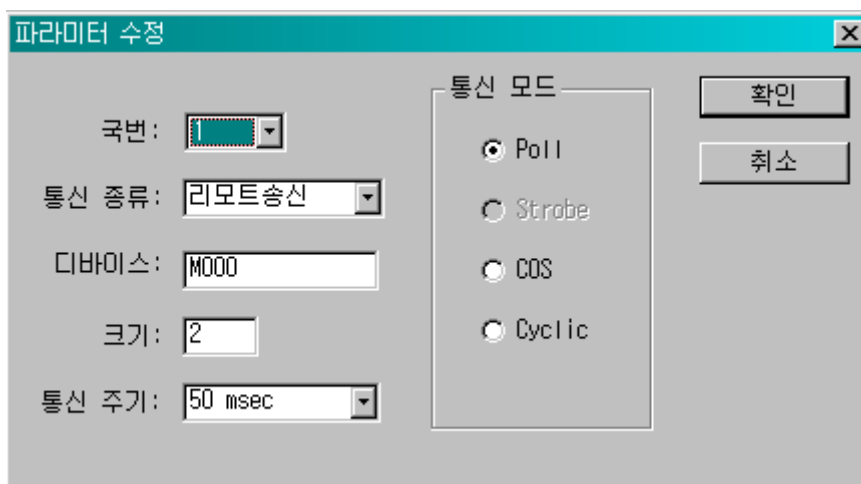 파라미터 수정
국번: 1
통신 종류: 리모트송신
디바이스: M000
크기: 2
통신 주기: 50 msec
통신 모드
Poll
Strobe
COS
Cyclic
확인
취소